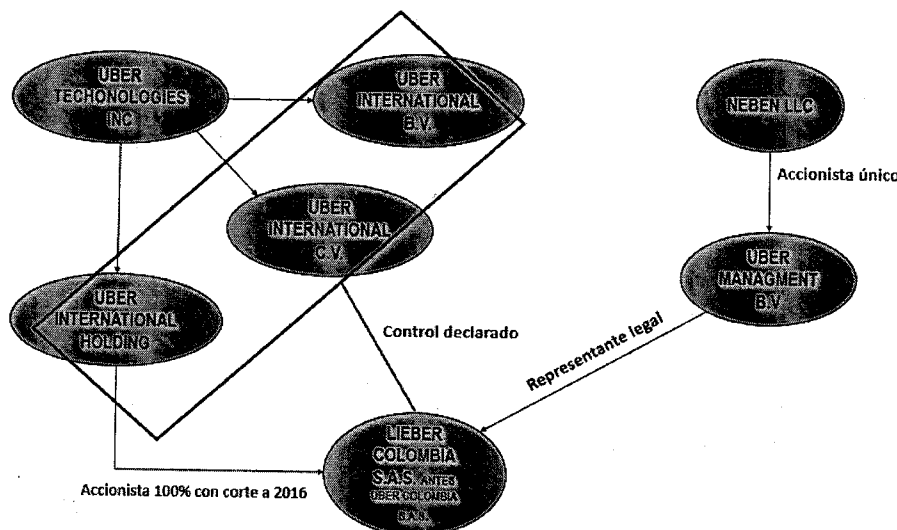 UBER
TECHONOLOGIES
INC
UBER
INTERNATIONAL
B.V.
NEBEN LLC
Accionista único
UBER
INTERNATIONAL
C.V.
UBER
MANAGMENT
B.V
UBER
INTERNATIONAL
HOLDING
Control declarado
Representante legal
LIEBER
COLOMBIA
S.A.S. ANTES
UBER COLOMBIA
S.A.S.
Accionista 100% con corte a 2016